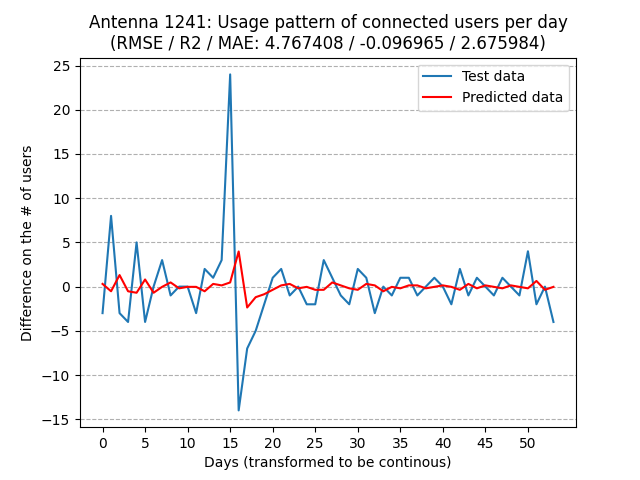 Antenna 1241: Usage pattern of connected users per day
(RMSE / R2 / MAE: 4.767408 / -0.096965 / 2.675984)
Test data
Predicted data
Difference on the # of users
25
20
15
10
5
0
−5
−10
−15
0 5 10 15 20 25 30 35 40 45 50
Days (transformed to be continous)